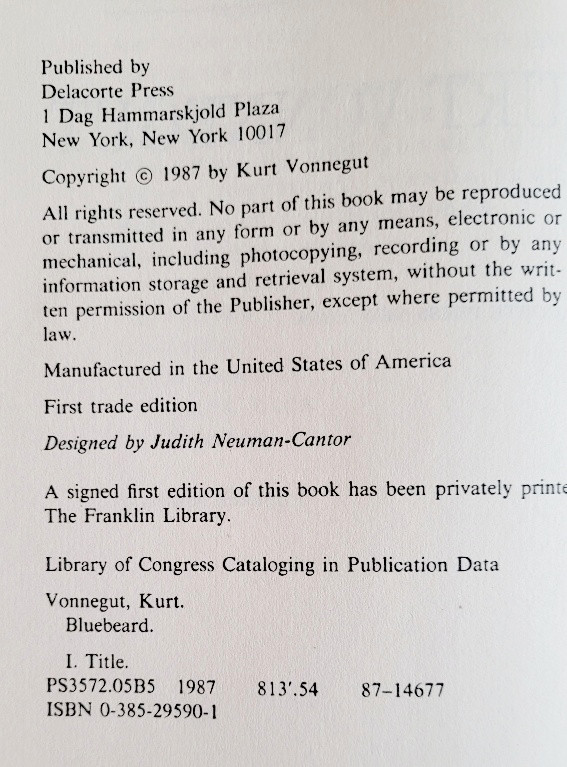 Published by
Delacorte Press
1 Dag Hammarskjold Plaza
New York, New York 10017
Copyright © 1987 by Kurt Vonnegut
All rights reserved. No part of this book may be reproduced
or transmitted in any form or by any means, electronic or
mechanical, including photocopying, recording or by any
information storage and retrieval system, without the writ-
ten permission of the Publisher, except where permitted by
law.
Manufactured in the United States of America
First trade edition
Designed by Judith Neuman-Cantor
A signed first edition of this book has been privately printe
The Franklin Library.
Library of Congress Cataloging in Publication Data
Vonnegut, Kurt.
Bluebeard.
I. Title.
PS3572.05B5 1987 813′.54 87–14677
ISBN 0-385-29590-1